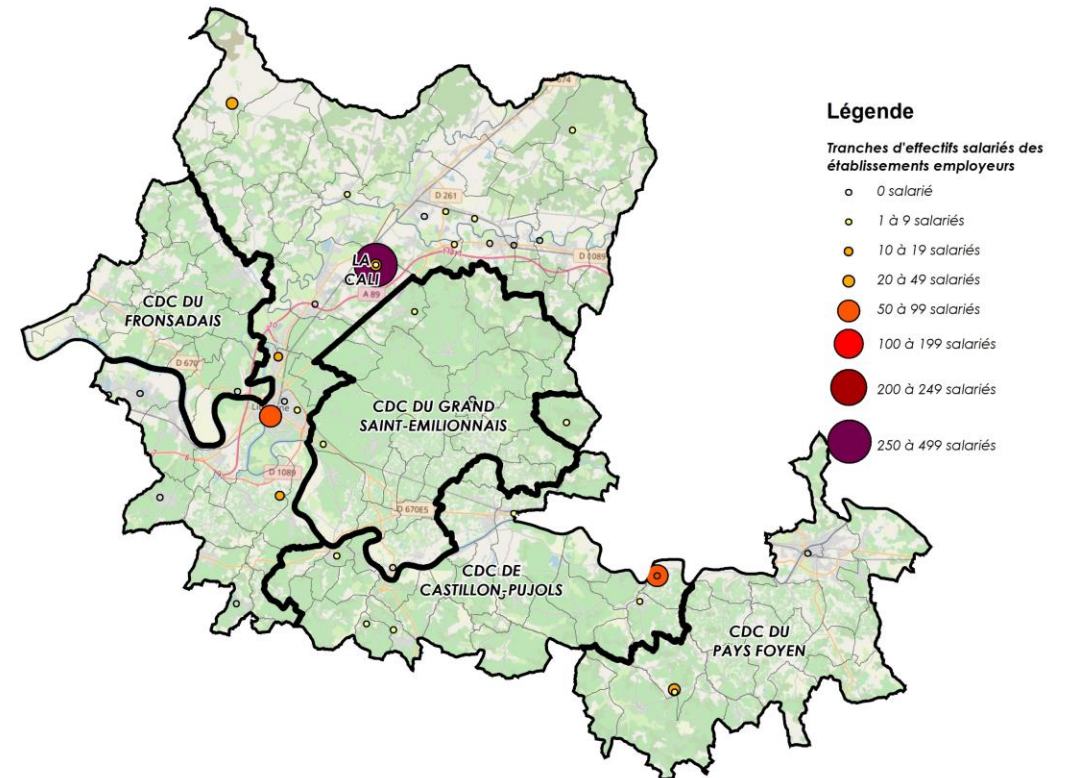 Légende
Tranches d'effectifs salariés des
établissements employeurs
0 salarié
1 à 9 salariés
10 à 19 salariés
20 à 49 salariés
50 à 99 salariés
100 à 199 salariés
200 à 249 salariés
250 à 499 salariés
D 261
D 1089
LA
CALI
A 89
CDC DU
FRONSADAIS
D 670
CDC DU GRAND
SAINT-EMILIONNAIS
D 1089
D 670E5
CDC DE
CASTILLON-PUJOLS
CDC DU
PAYS FOYEN